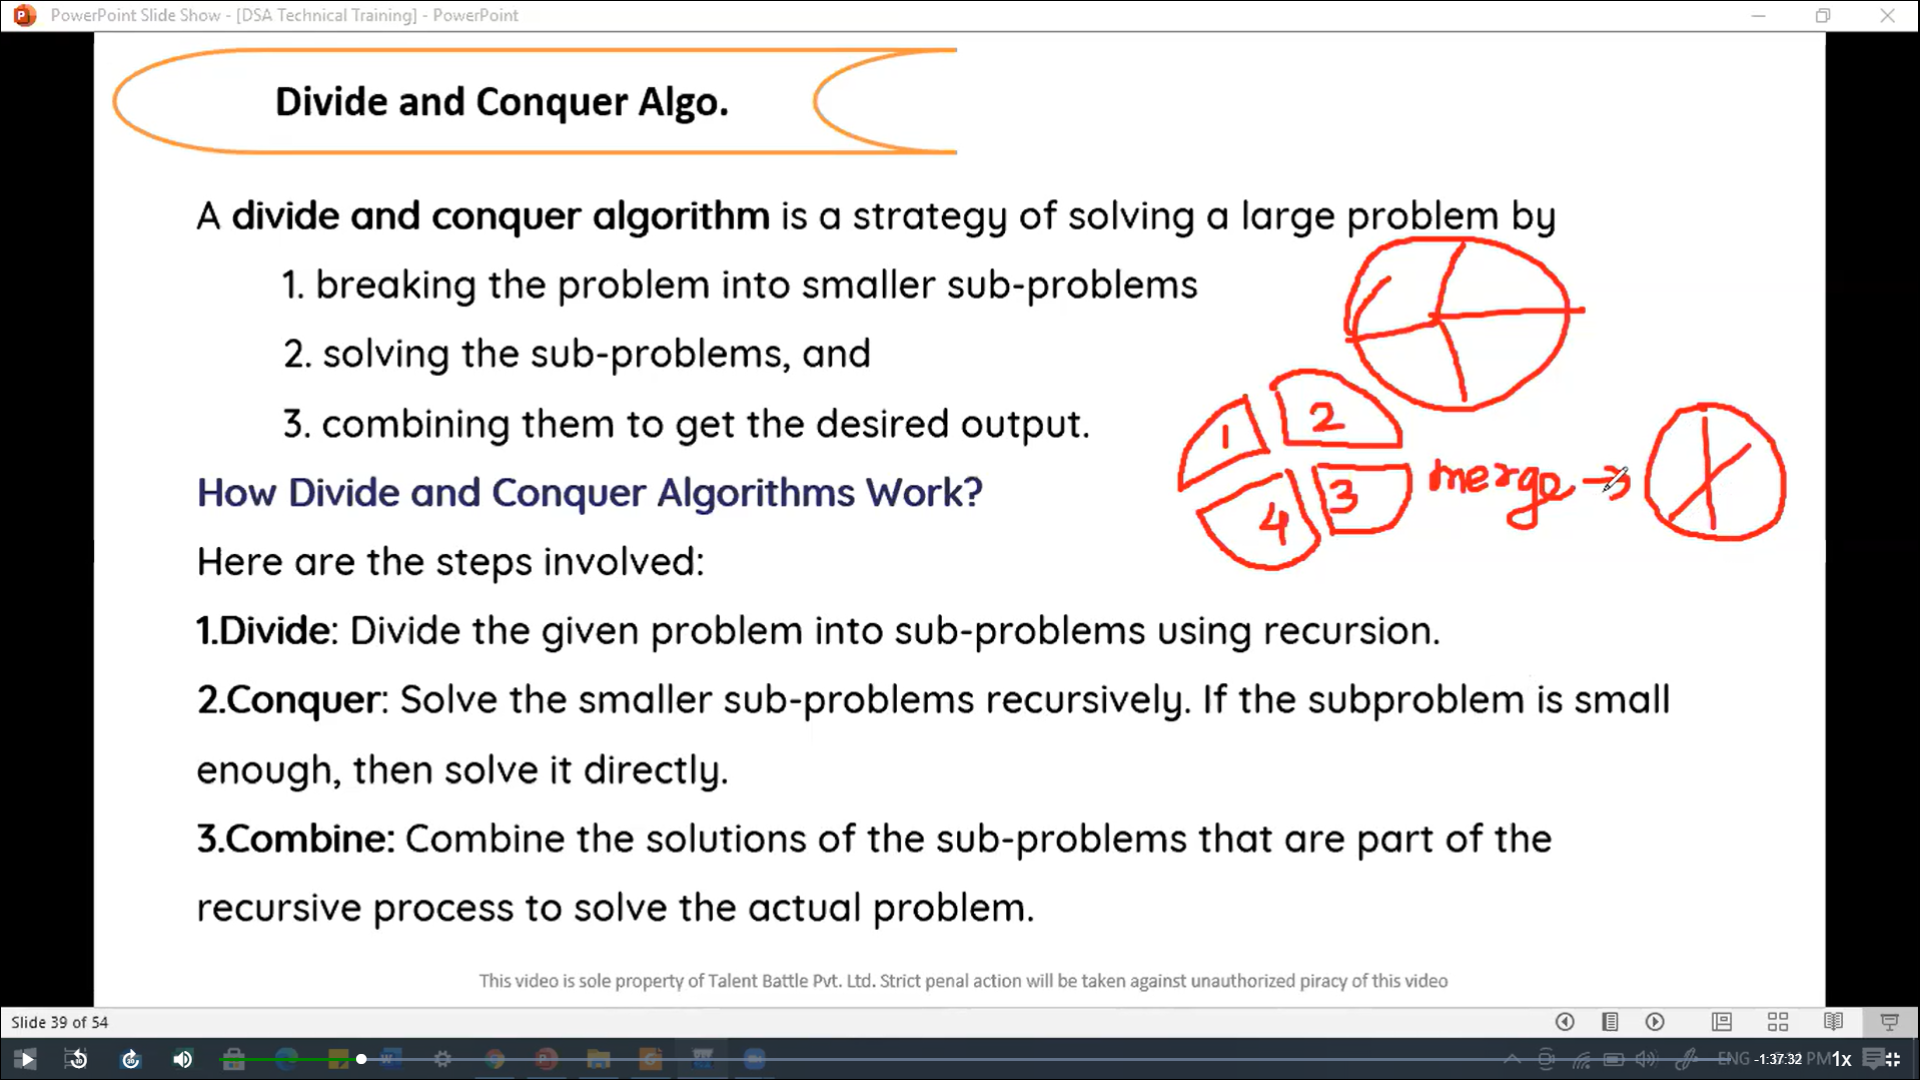 PowerPoint Slide Show - [DSA Technical Training] - PowerPoint
Divide and Conquer Algo.
A divide and conquer algorithm is a strategy of solving a large problem by
1. breaking the problem into smaller sub-problems
2. solving the sub-problems, and
3. combining them to get the desired output.
1
2
4
3
merge
How Divide and Conquer Algorithms Work?
Here are the steps involved:
1.Divide: Divide the given problem into sub-problems using recursion.
2.Conquer: Solve the smaller sub-problems recursively. If the subproblem is small
enough, then solve it directly.
3.Combine: Combine the solutions of the sub-problems that are part of the
recursive process to solve the actual problem.
This video is sole property of Talent Battle Pvt. Ltd. Strict penal action will be taken against unauthorized piracy of this video
Slide 39 of 54
ENG
PM
-1:37:32 1x